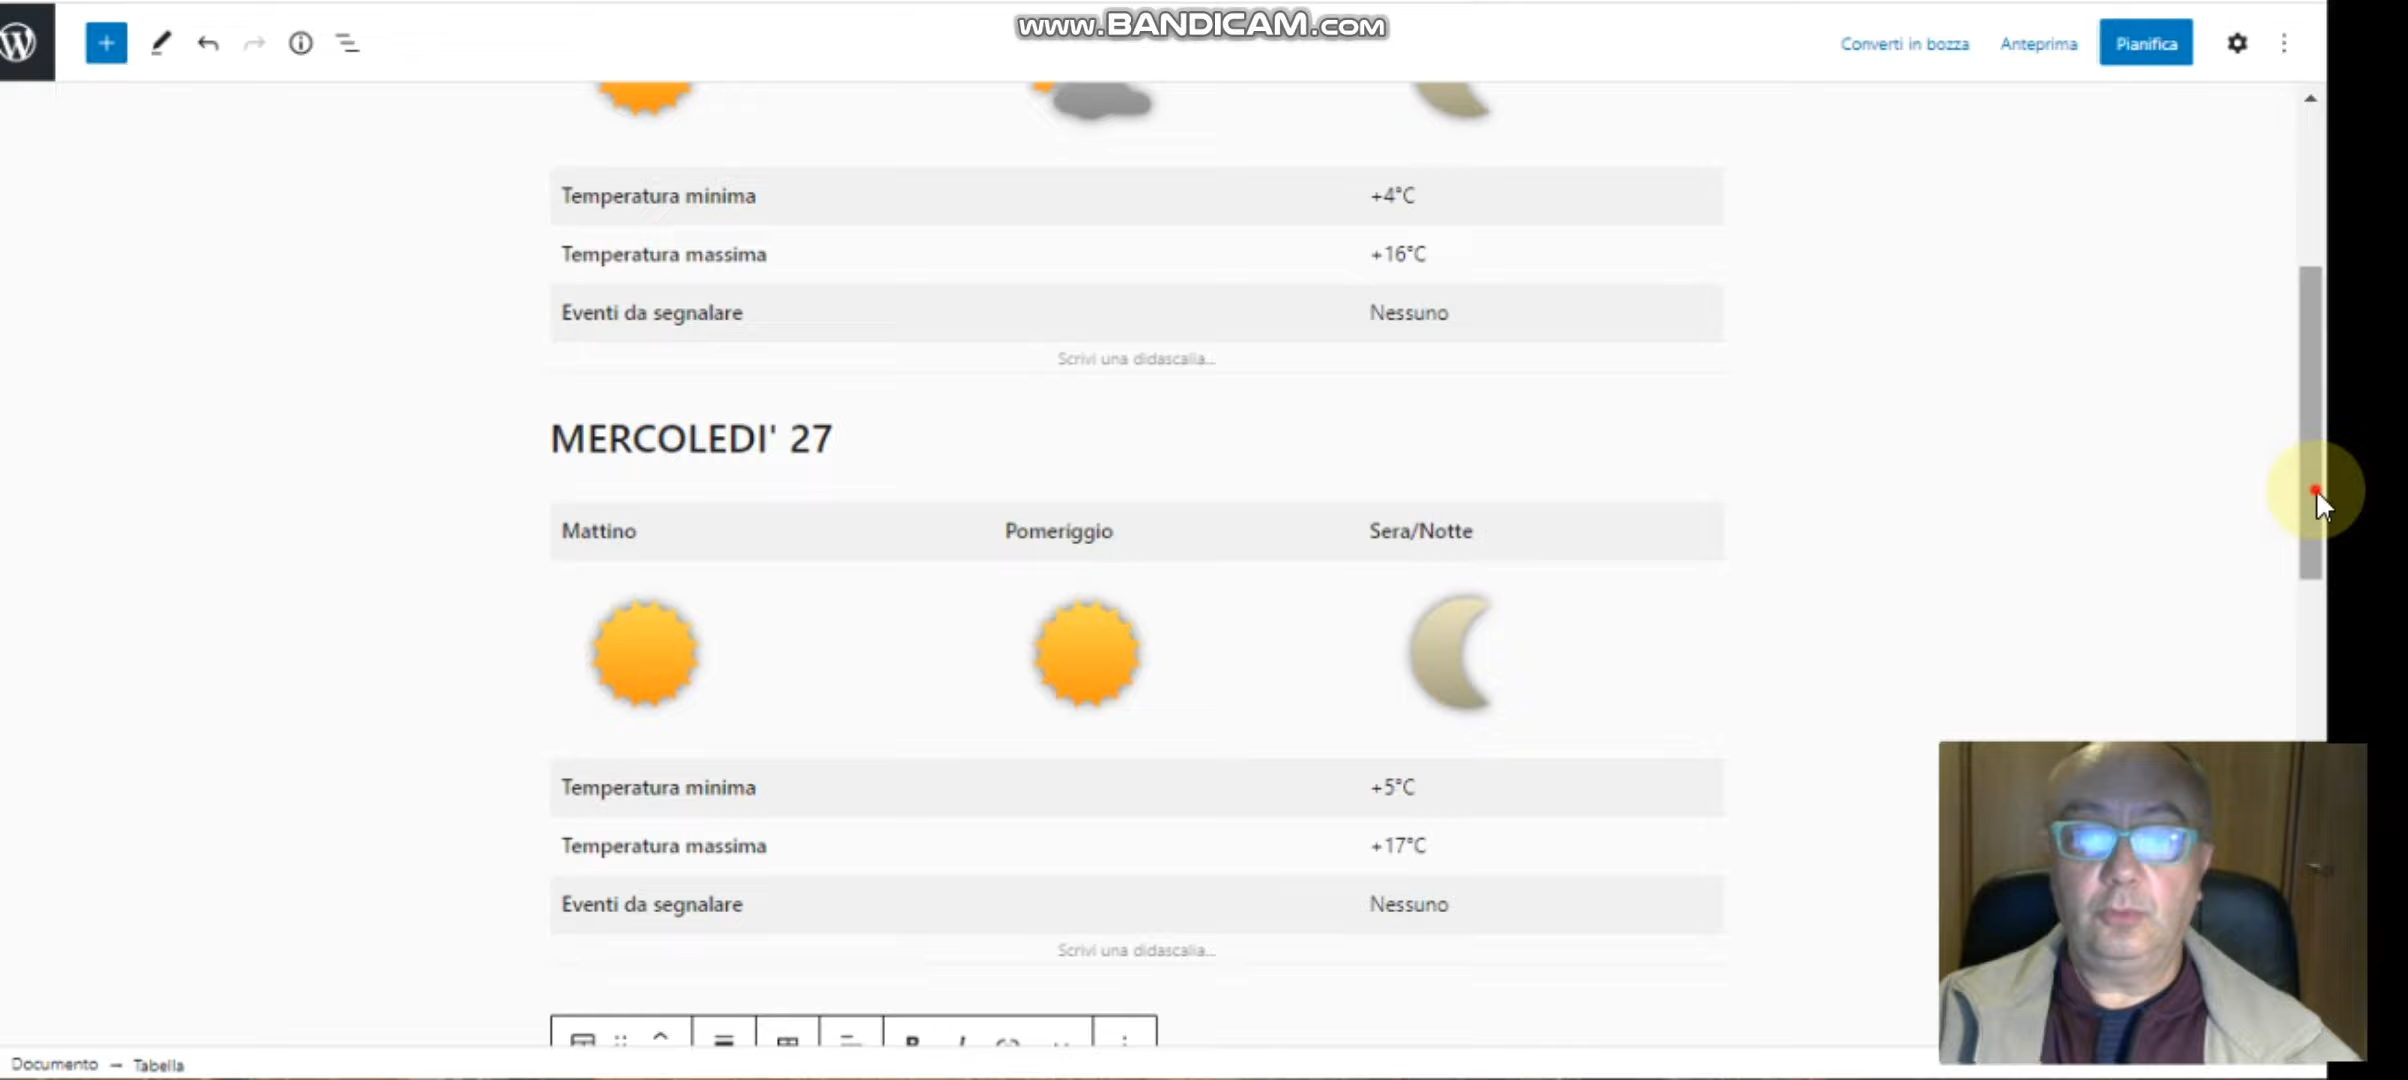 www.BANDICAM.com
Converti in bozza Anteprima Pianifica
Temperatura minima +4°C
Temperatura massima +16°C
Eventi da segnalare Nessuno
Scrivi una didascalia...
MERCOLEDI' 27
Mattino Pomeriggio Sera/Notte
Temperatura minima +5°C
Temperatura massima +17°C
Eventi da segnalare Nessuno
Scrivi una didascalia...
B I
Documento → Tabella